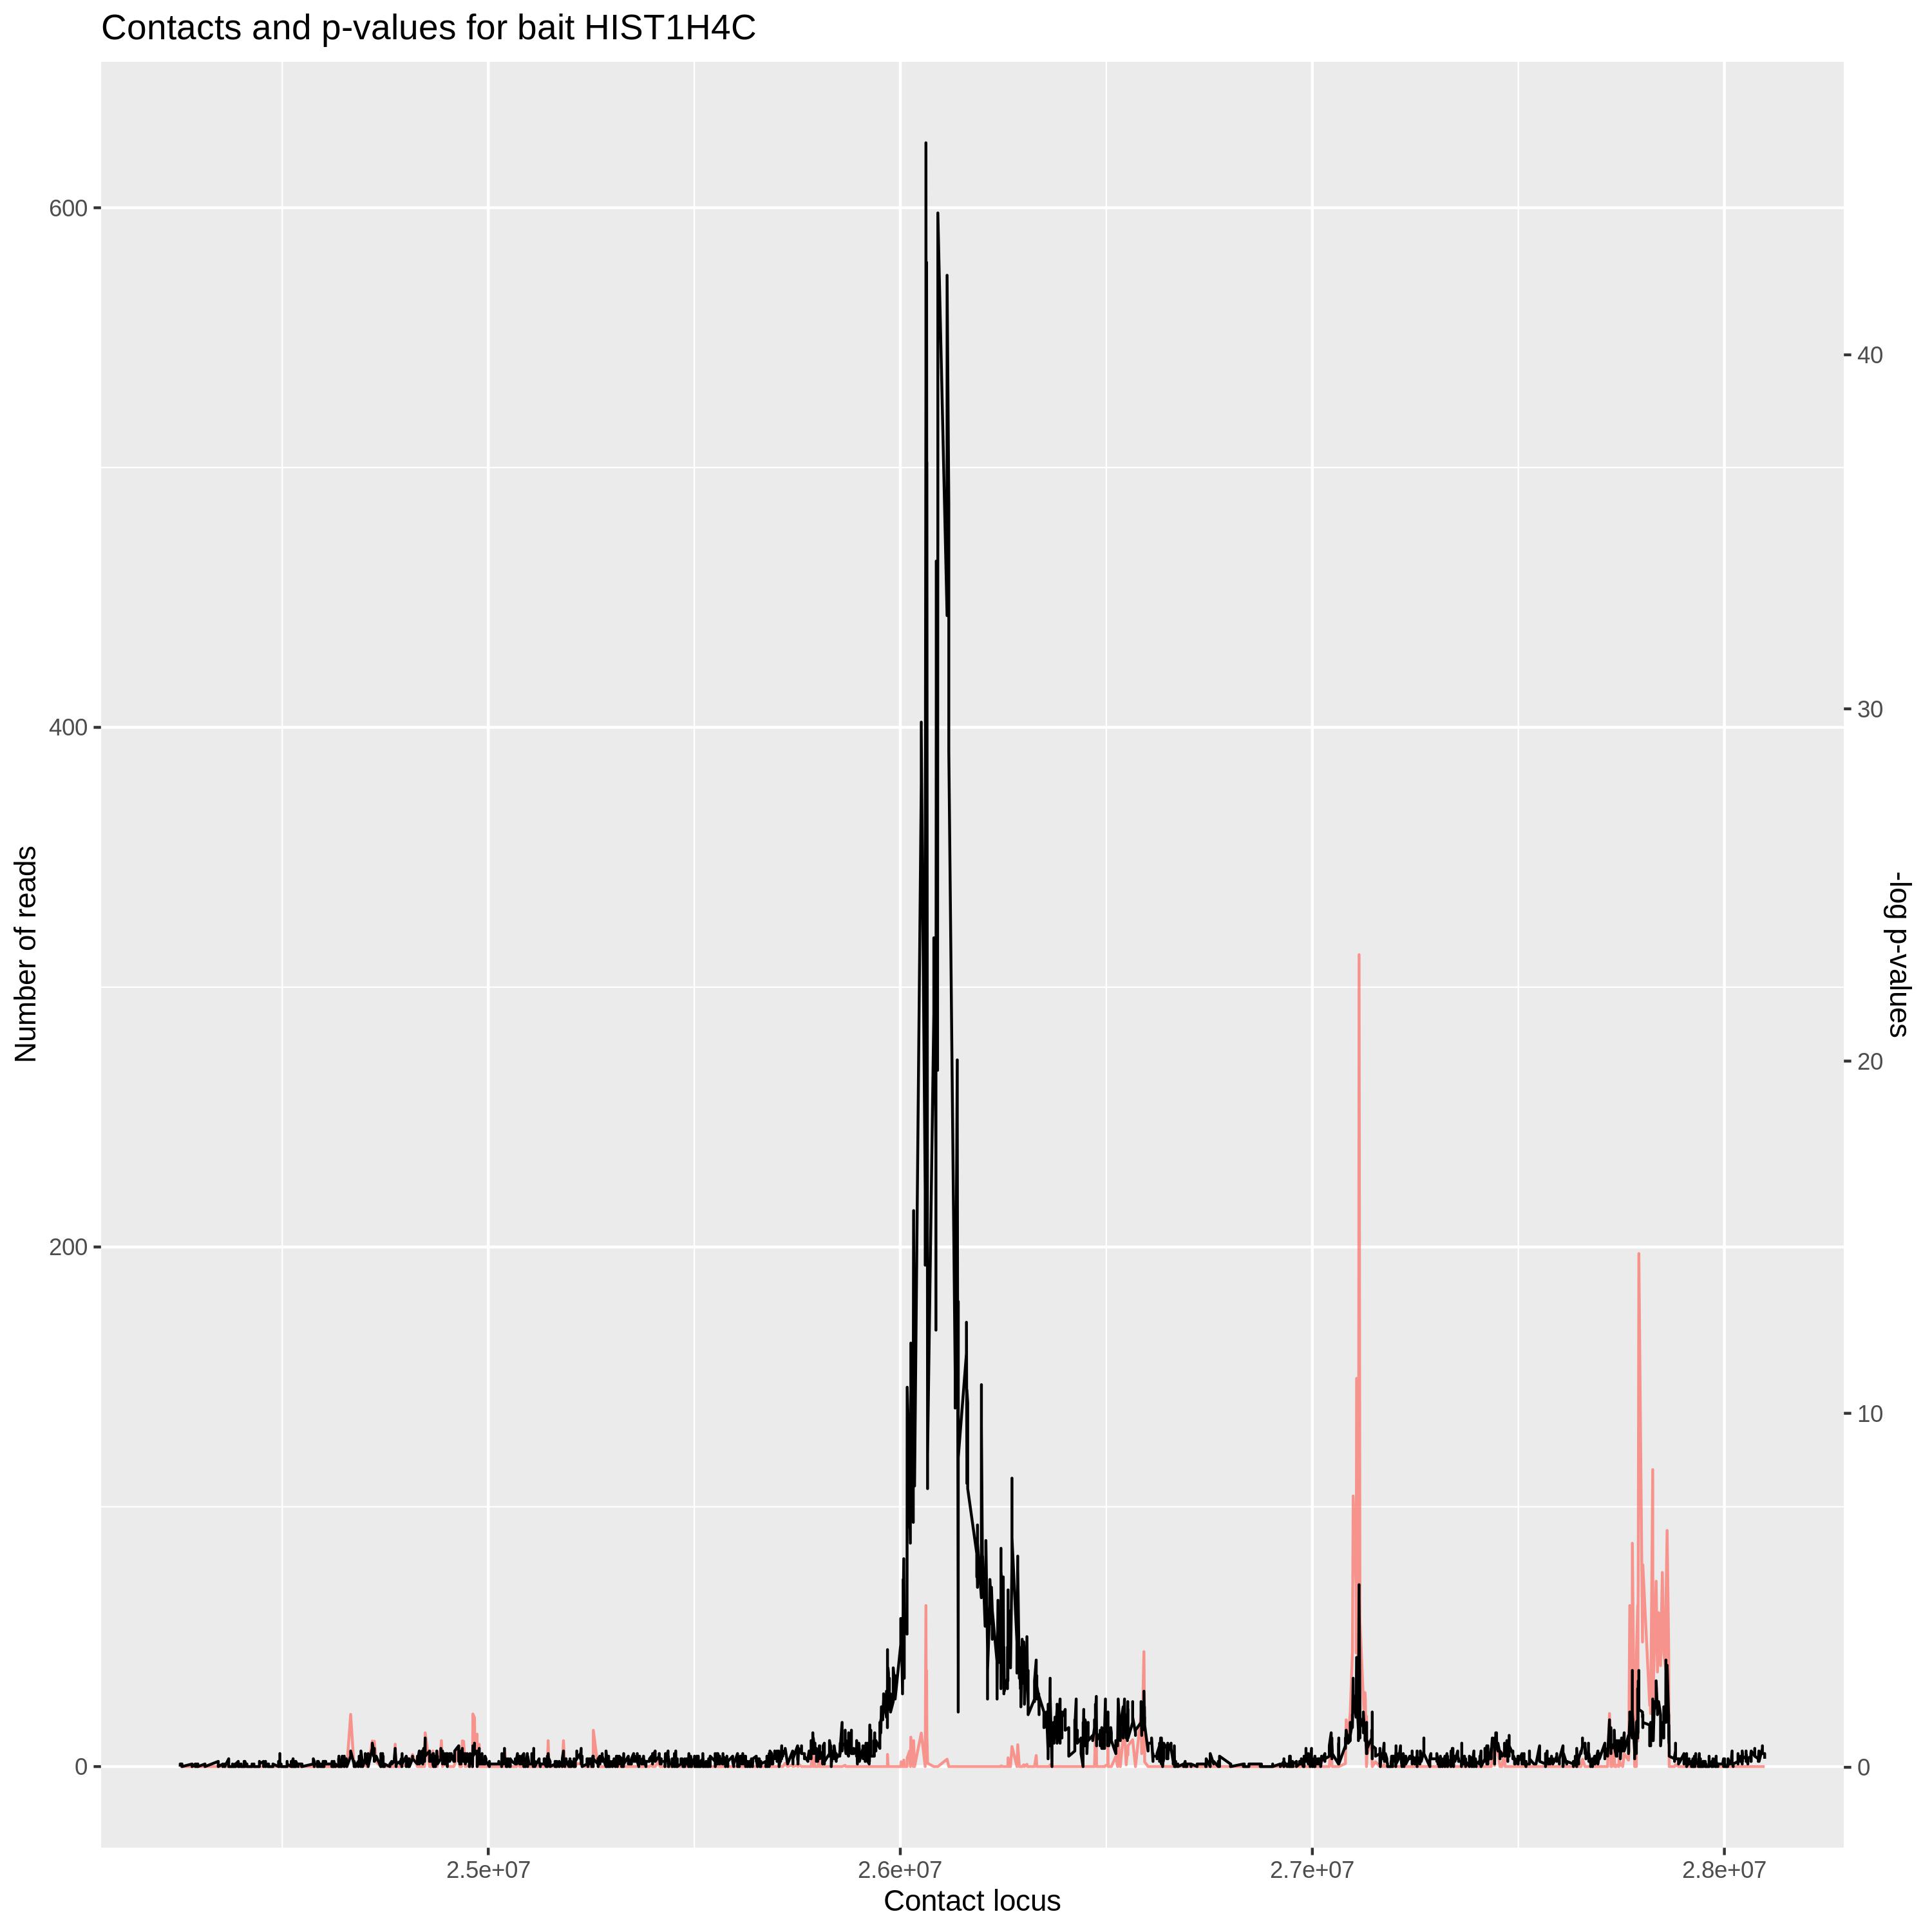 Contacts and p-values for bait HIST1H4C
600
400
200
0
Number of reads
40
30
20
10
0
-log p-values
2.5e+07
2.6e+07
2.7e+07
2.8e+07
Contact locus